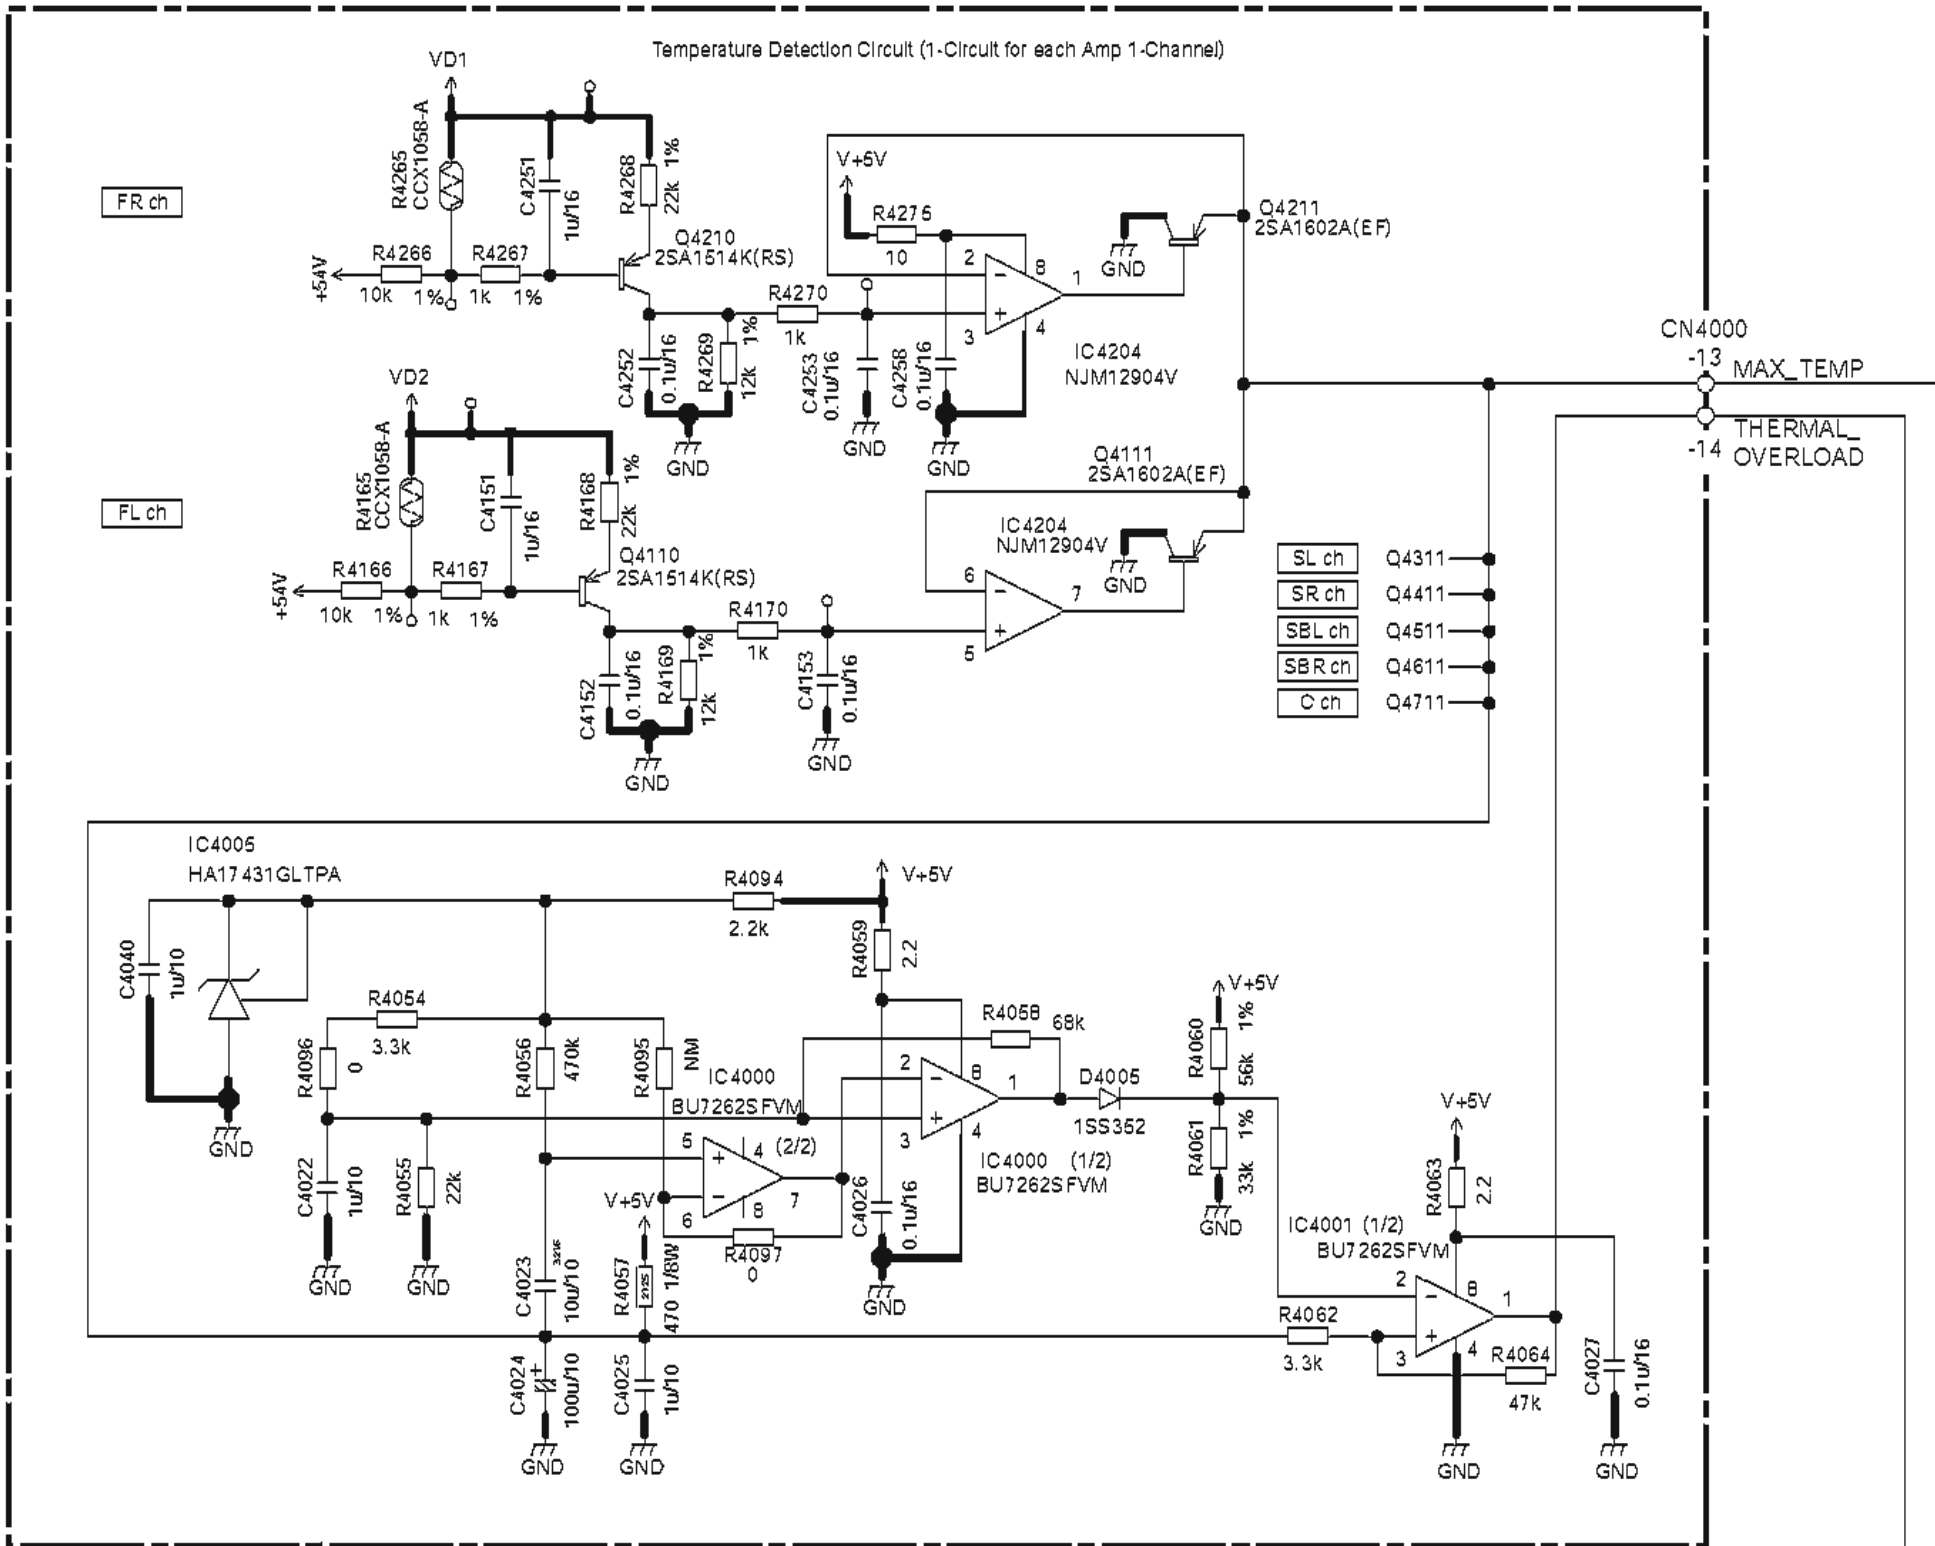 Temperature Detection Circuit (1-Circuit for each Amp 1-Channel)
VD1
FR ch
R4265
CCX1058-A
C4251
1u/16
R4268
22k 1%
R4266
10k 1%
R4267
1k 1%
+54V
Q4210
2SA1514K(RS)
C4252
0.1u/16
R4269
12k 1%
GND
R4270
1k
C4253
0.1u/16
GND
V+5V
R4275
10
C4258
0.1u/16
GND
2
3
8
4
1
IC4204
NJM12904V
GND
Q4211
2SA1602A(EF)
CN4000
-13
MAX_TEMP
-14
THERMAL_
OVERLOAD
VD2
FL ch
R4165
CCX1058-A
C4151
1u/16
R4168
22k 1%
R4166
10k 1%
R4167
1k 1%
+54V
Q4110
2SA1514K(RS)
C4152
0.1u/16
R4169
12k 1%
GND
R4170
1k
C4153
0.1u/16
GND
Q4111
2SA1602A(EF)
IC4204
NJM12904V
GND
6
5
7
SL ch Q4311
SR ch Q4411
SBL ch Q4511
SBR ch Q4611
C ch Q4711
IC4005
HA17431GLTPA
C4040
1u/10
GND
R4094
2.2k
V+5V
R4059
2.2
R4054
3.3k
R4096
0
R4056
470k
R4095
NM
IC4000
BU7262SFVM
(2/2)
5
6
4
8
7
R4097
0
C4022
1u/10
GND
R4055
22k
GND
C4023
3216
10u/10
V+5V
R4057
2125
470 1/8W
C4024
100u/10
GND
C4025
1u/10
GND
C4026
0.1u/16
GND
R4058
68k
2
3
8
4
1
IC4000 (1/2)
BU7262SFVM
D4005
1SS352
V+5V
R4060
56k 1%
R4061
33k 1%
GND
V+5V
R4063
2.2
IC4001 (1/2)
BU7262SFVM
2
3
8
4
1
R4062
3.3k
R4064
47k
C4027
0.1u/16
GND
GND